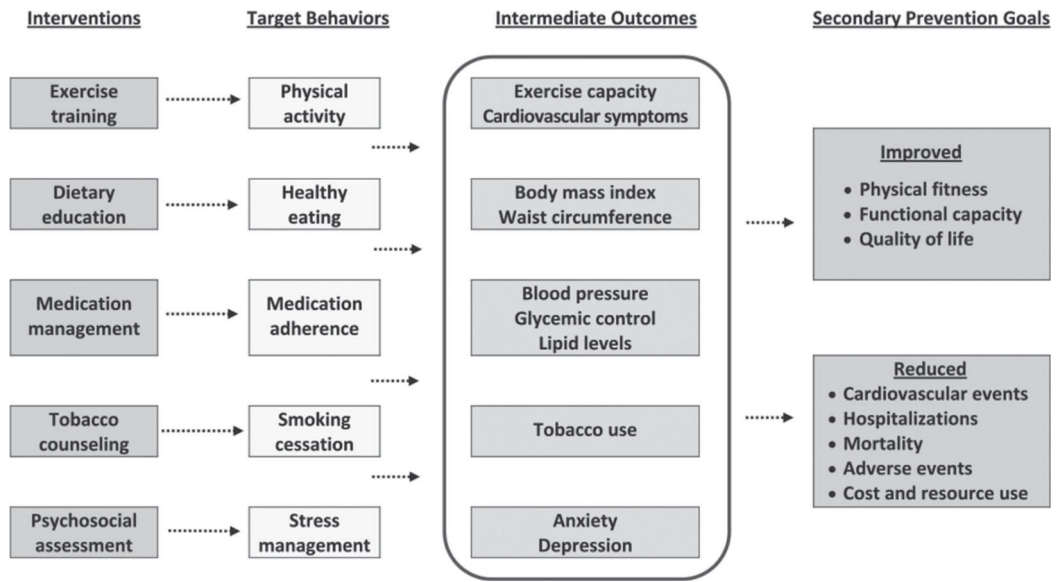 Interventions
Target Behaviors
Intermediate Outcomes
Secondary Prevention Goals
Exercise
training
Physical
activity
Exercise capacity
Cardiovascular symptoms
Dietary
education
Healthy
eating
Body mass index
Waist circumference
Medication
management
Medication
adherence
Blood pressure
Glycemic control
Lipid levels
Tobacco
counseling
Smoking
cessation
Tobacco use
Psychosocial
assessment
Stress
management
Anxiety
Depression
Improved
• Physical fitness
• Functional capacity
• Quality of life
Reduced
• Cardiovascular events
• Hospitalizations
• Mortality
• Adverse events
• Cost and resource use